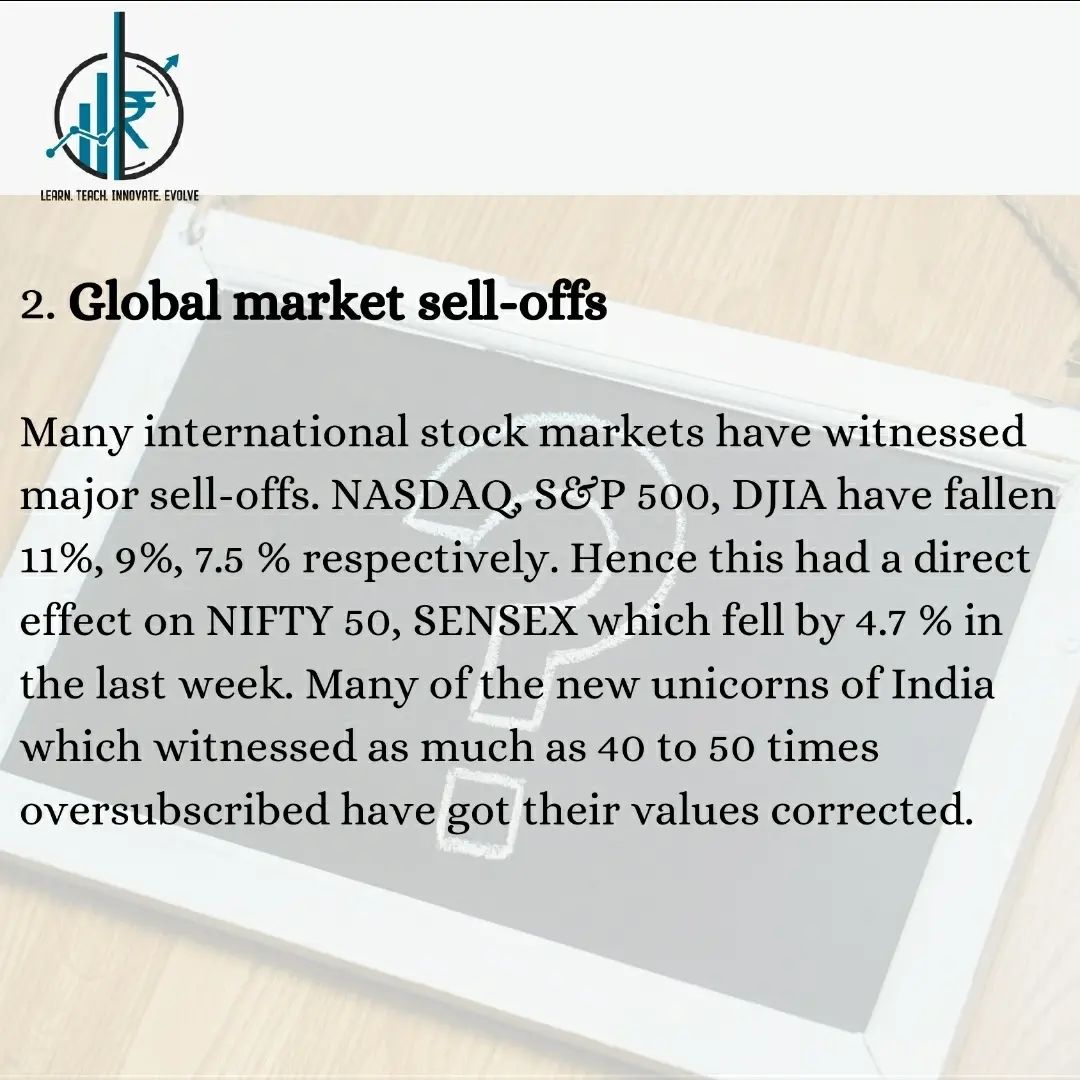 LEARN. TEACH. INNOVATE. EVOLVE
2. Global market sell-offs
Many international stock markets have witnessed
major sell-offs. NASDAQ, S&P 500, DJIA have fallen
11%, 9%, 7.5 % respectively. Hence this had a direct
effect on NIFTY 50, SENSEX which fell by 4.7 % in
the last week. Many of the new unicorns of India
which witnessed as much as 40 to 50 times
oversubscribed have got their values corrected.